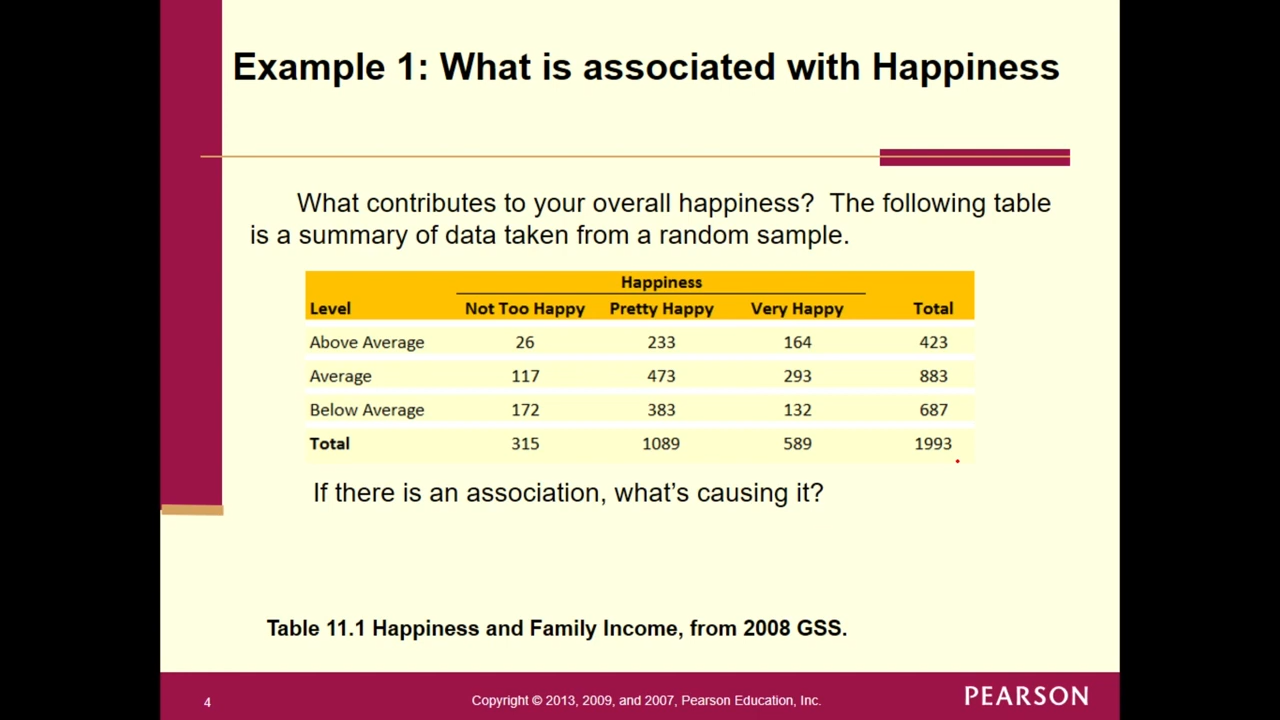 Example 1: What is associated with Happiness
What contributes to your overall happiness? The following table
is a summary of data taken from a random sample.
Happiness
Level Not Too Happy Pretty Happy Very Happy Total
Above Average 26 233 164 423
Average 117 473 293 883
Below Average 172 383 132 687
Total 315 1089 589 1993
If there is an association, what's causing it?
Table 11.1 Happiness and Family Income, from 2008 GSS.
4 Copyright © 2013, 2009, and 2007, Pearson Education, Inc. PEARSON